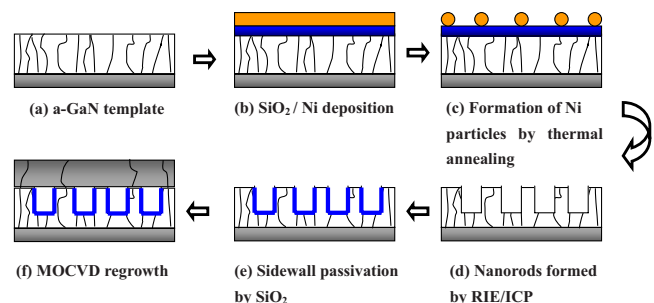 (a) a-GaN template
(b) SiO₂ / Ni deposition
(c) Formation of Ni
particles by thermal
annealing
(d) Nanorods formed
by RIE/ICP
(e) Sidewall passivation
by SiO₂
(f) MOCVD regrowth